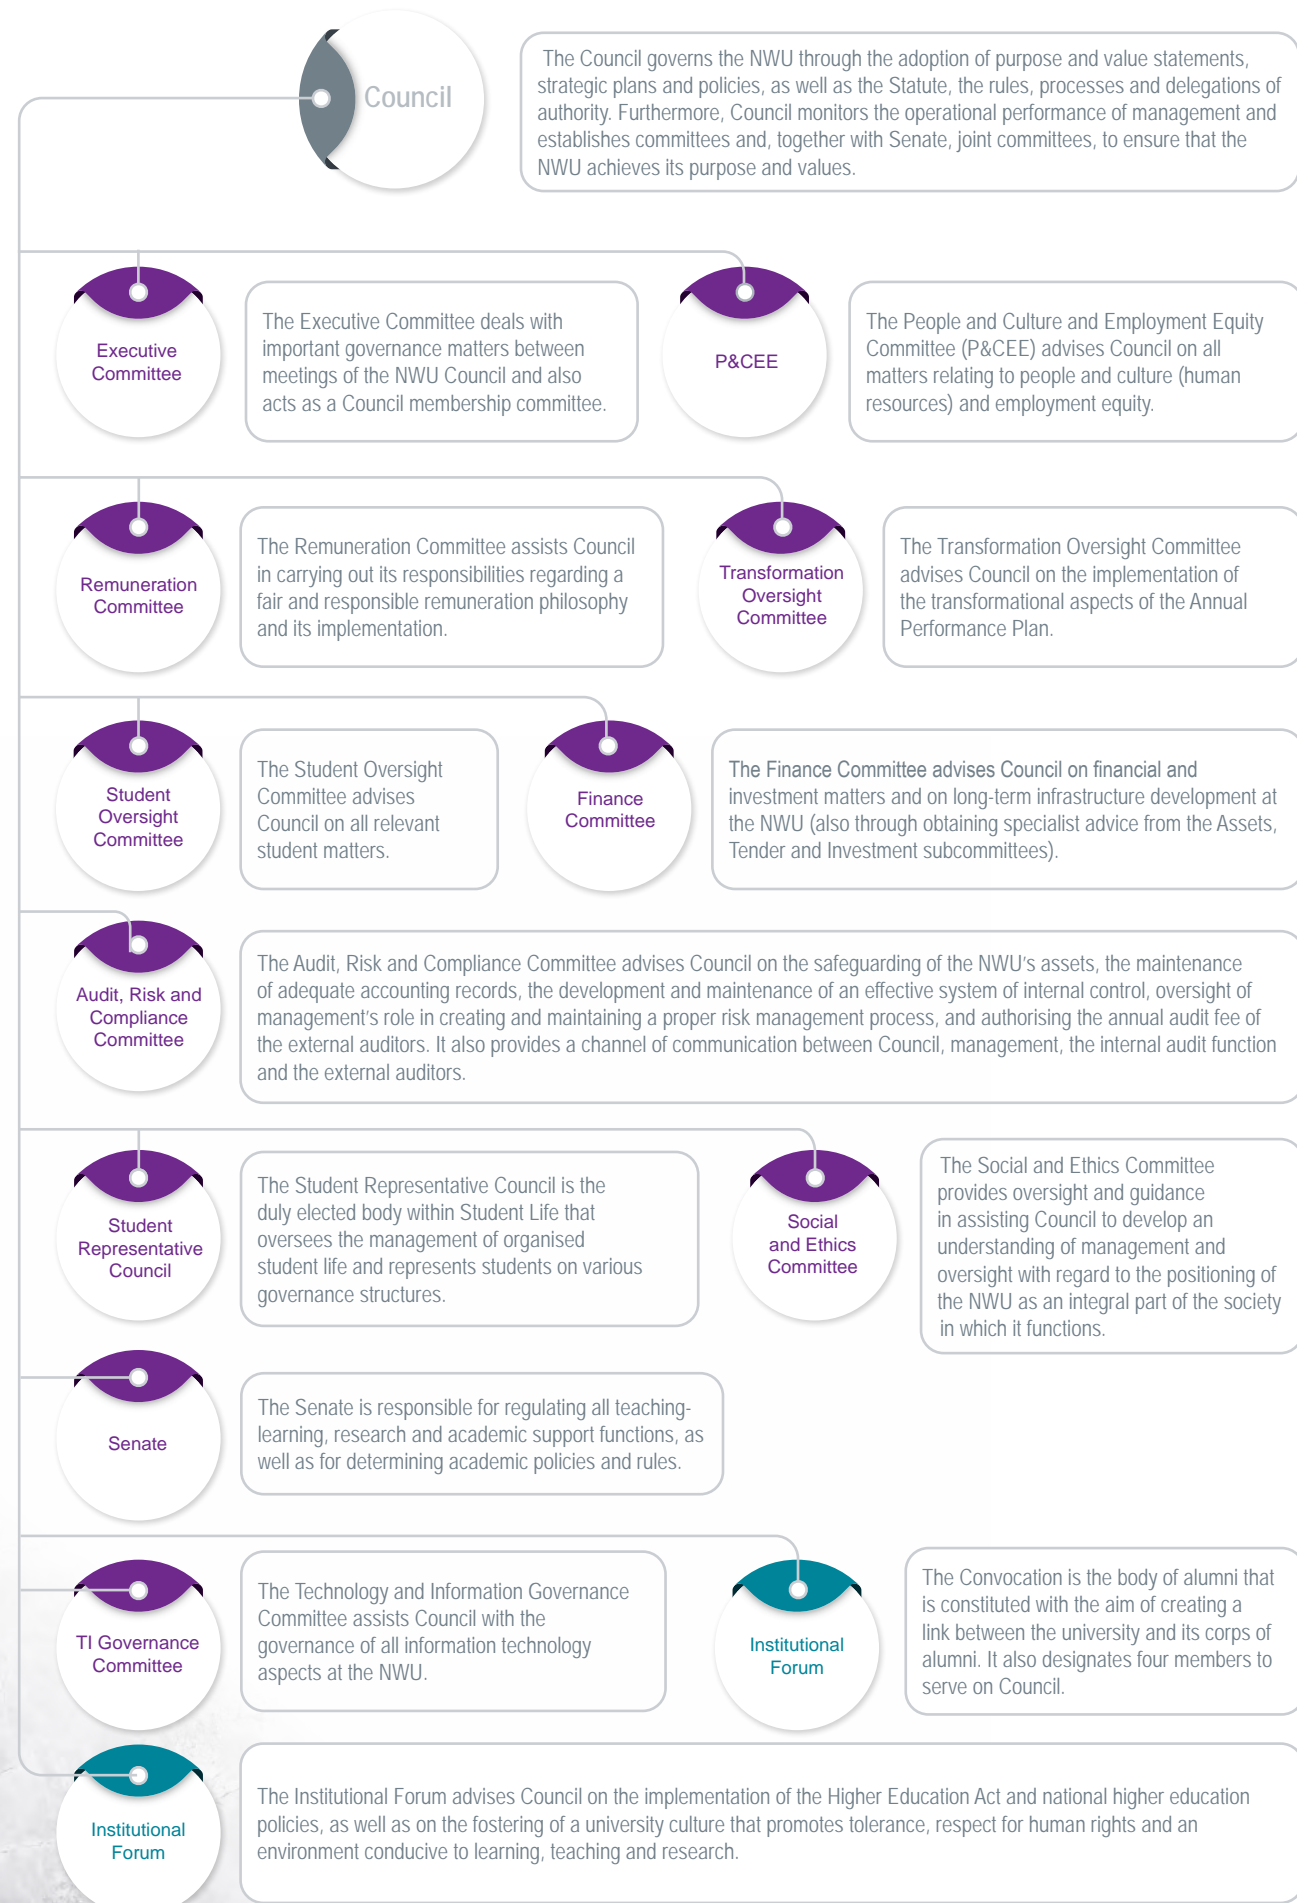 Council
The Council governs the NWU through the adoption of purpose and value statements,
strategic plans and policies, as well as the Statute, the rules, processes and delegations of
authority. Furthermore, Council monitors the operational performance of management and
establishes committees and, together with Senate, joint committees, to ensure that the
NWU achieves its purpose and values.
Executive
Committee
The Executive Committee deals with
important governance matters between
meetings of the NWU Council and also
acts as a Council membership committee.
P&CEE
The People and Culture and Employment Equity
Committee (P&CEE) advises Council on all
matters relating to people and culture (human
resources) and employment equity.
Remuneration
Committee
The Remuneration Committee assists Council
in carrying out its responsibilities regarding a
fair and responsible remuneration philosophy
and its implementation.
Transformation
Oversight
Committee
The Transformation Oversight Committee
advises Council on the implementation of
the transformational aspects of the Annual
Performance Plan.
Student
Oversight
Committee
The Student Oversight
Committee advises
Council on all relevant
student matters.
Finance
Committee
The Finance Committee advises Council on financial and
investment matters and on long-term infrastructure development at
the NWU (also through obtaining specialist advice from the Assets,
Tender and Investment subcommittees).
Audit, Risk and
Compliance
Committee
The Audit, Risk and Compliance Committee advises Council on the safeguarding of the NWU's assets, the maintenance
of adequate accounting records, the development and maintenance of an effective system of internal control, oversight of
management's role in creating and maintaining a proper risk management process, and authorising the annual audit fee of
the external auditors. It also provides a channel of communication between Council, management, the internal audit function
and the external auditors.
Student
Representative
Council
The Student Representative Council is the
duly elected body within Student Life that
oversees the management of organised
student life and represents students on various
governance structures.
Social
and Ethics
Committee
The Social and Ethics Committee
provides oversight and guidance
in assisting Council to develop an
understanding of management and
oversight with regard to the positioning of
the NWU as an integral part of the society
in which it functions.
Senate
The Senate is responsible for regulating all teaching-
learning, research and academic support functions, as
well as for determining academic policies and rules.
TI Governance
Committee
The Technology and Information Governance
Committee assists Council with the
governance of all information technology
aspects at the NWU.
Institutional
Forum
The Convocation is the body of alumni that
is constituted with the aim of creating a
link between the university and its corps of
alumni. It also designates four members to
serve on Council.
Institutional
Forum
The Institutional Forum advises Council on the implementation of the Higher Education Act and national higher education
policies, as well as on the fostering of a university culture that promotes tolerance, respect for human rights and an
environment conducive to learning, teaching and research.